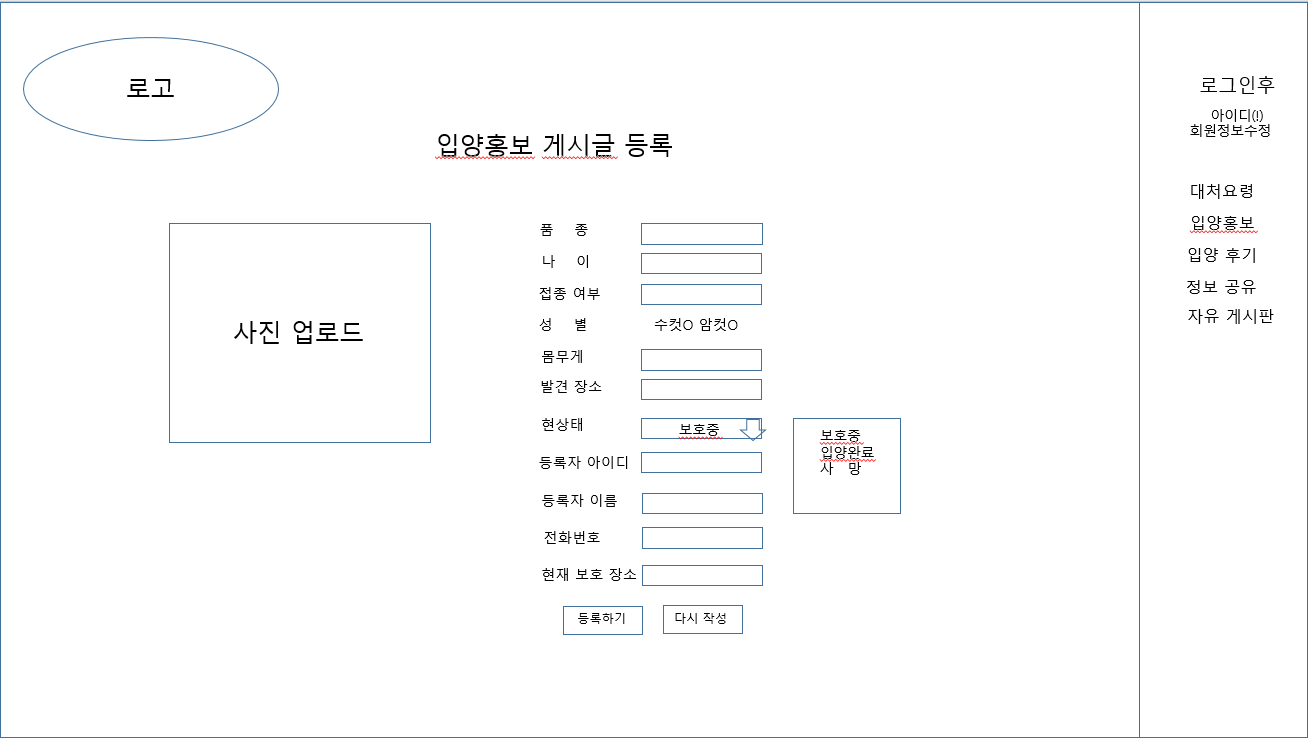 로고
입양홍보 게시글 등록
사진 업로드
품 종
나 이
접종 여부
성 별 수컷O 암컷O
몸무게
발견 장소
현상태 보호중
등록자 아이디
등록자 이름
전화번호
현재 보호 장소
등록하기 다시 작성
보호중
입양완료
사 망
로그인후
아이디(!)
회원정보수정
대처요령
입양홍보
입양 후기
정보 공유
자유 게시판